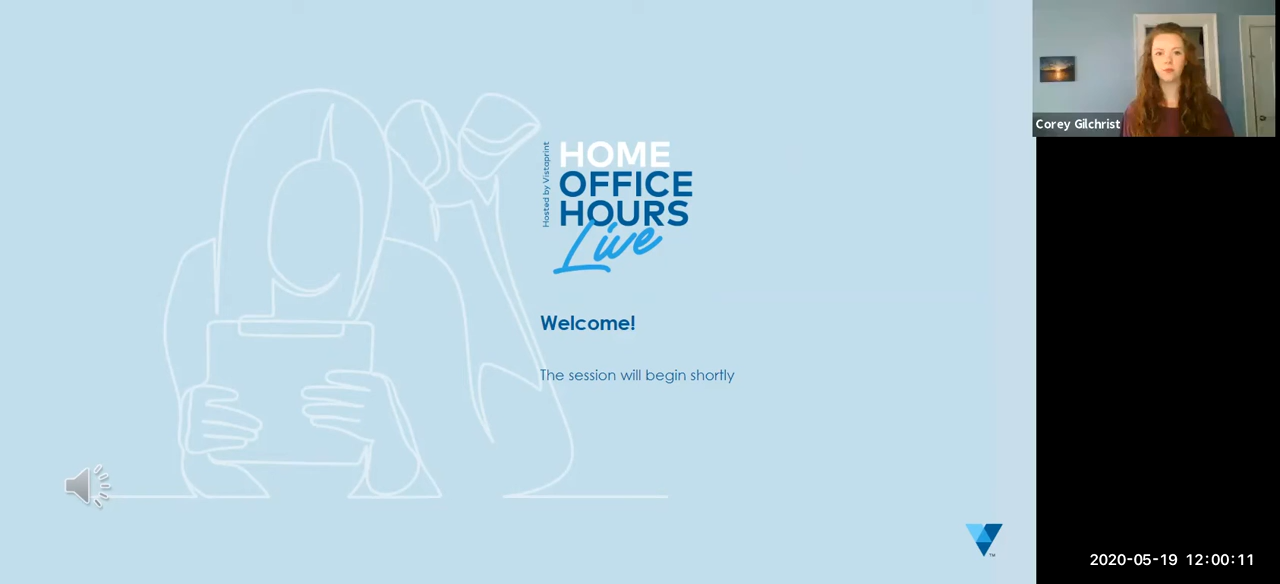 Hosted by Vistaprint
HOME
OFFICE
HOURS
Live
Welcome!
The session will begin shortly
TM
Corey Gilchrist
2020-05-19 12:00:11